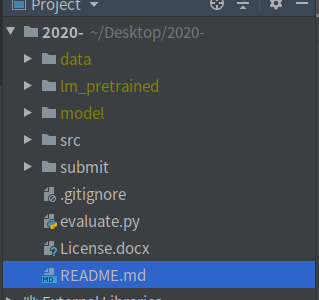 Project
2020- ~/Desktop/2020-
data
lm_pretrained
model
src
submit
.gitignore
evaluate.py
License.docx
README.md
External Libraries